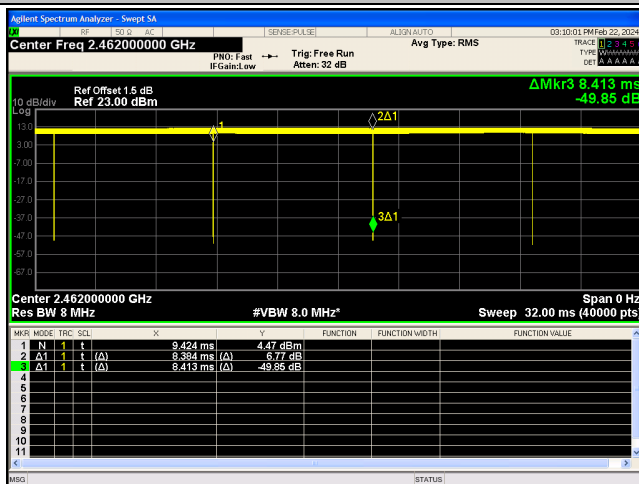 Agilent Spectrum Analyzer - Swept SA
RF 50 Ω AC SENSE:PULSE ALIGN AUTO 03:10:01 PM Feb 22, 2024
Center Freq 2.462000000 GHz Avg Type: RMS TRACE 1 2 3 4 5
PNO: Fast Trig: Free Run TYPE
IFGain:Low Atten: 32 dB DET A A A A A
ΔMkr3 8.413 ms
-49.85 dB
Ref Offset 1.5 dB
10 dB/div Ref 23.00 dBm
Log
13.0
3.00
-7.00
-17.0
-27.0
-37.0
-47.0
-57.0
-67.0
1
2Δ1
3Δ1
Center 2.462000000 GHz Span 0 Hz
Res BW 8 MHz #VBW 8.0 MHz* Sweep 32.00 ms (40000 pts)
MKR MODE TRC SCL X Y FUNCTION FUNCTION WIDTH FUNCTION VALUE
1 N 1 t 9.424 ms 4.47 dBm
2 Δ1 1 t (Δ) 8.384 ms (Δ) 6.77 dB
3 Δ1 1 t (Δ) 8.413 ms (Δ) -49.85 dB
4
5
6
7
8
9
10
11
MSG STATUS